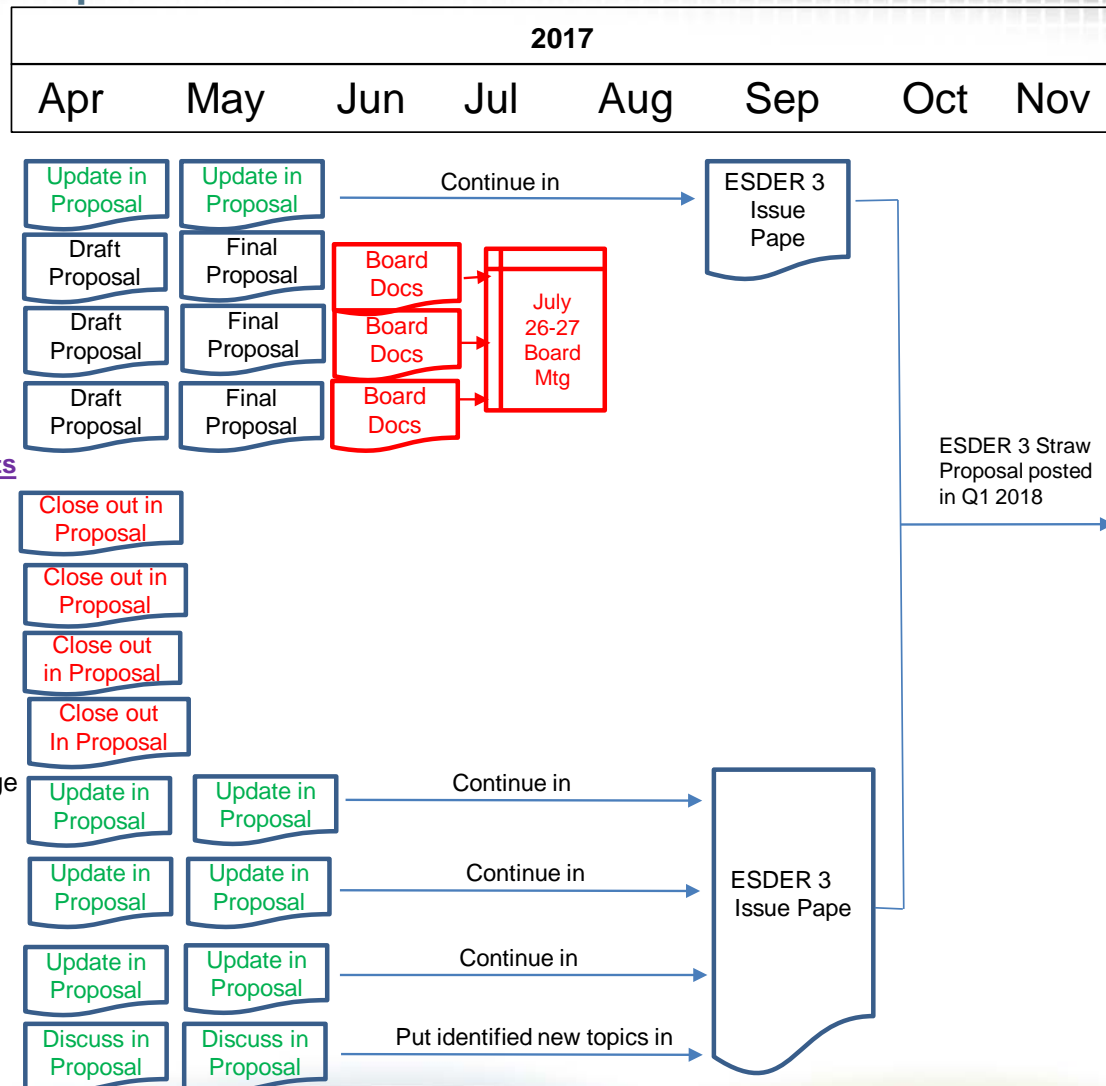 2017
Apr May Jun Jul Aug Sep Oct Nov
Update in
Proposal
Update in
Proposal
Continue in
ESDER 3
Issue
Pape
Draft
Proposal
Final
Proposal
Board
Docs
Draft
Proposal
Final
Proposal
Board
Docs
Draft
Proposal
Final
Proposal
Board
Docs
July
26-27
Board
Mtg
ts
ESDER 3 Straw
Proposal posted
in Q1 2018
Close out in
Proposal
Close out in
Proposal
Close out
in Proposal
Close out
In Proposal
ge
Update in
Proposal
Update in
Proposal
Continue in
Update in
Proposal
Update in
Proposal
Continue in
ESDER 3
Issue Pape
Update in
Proposal
Update in
Proposal
Continue in
Discuss in
Proposal
Discuss in
Proposal
Put identified new topics in